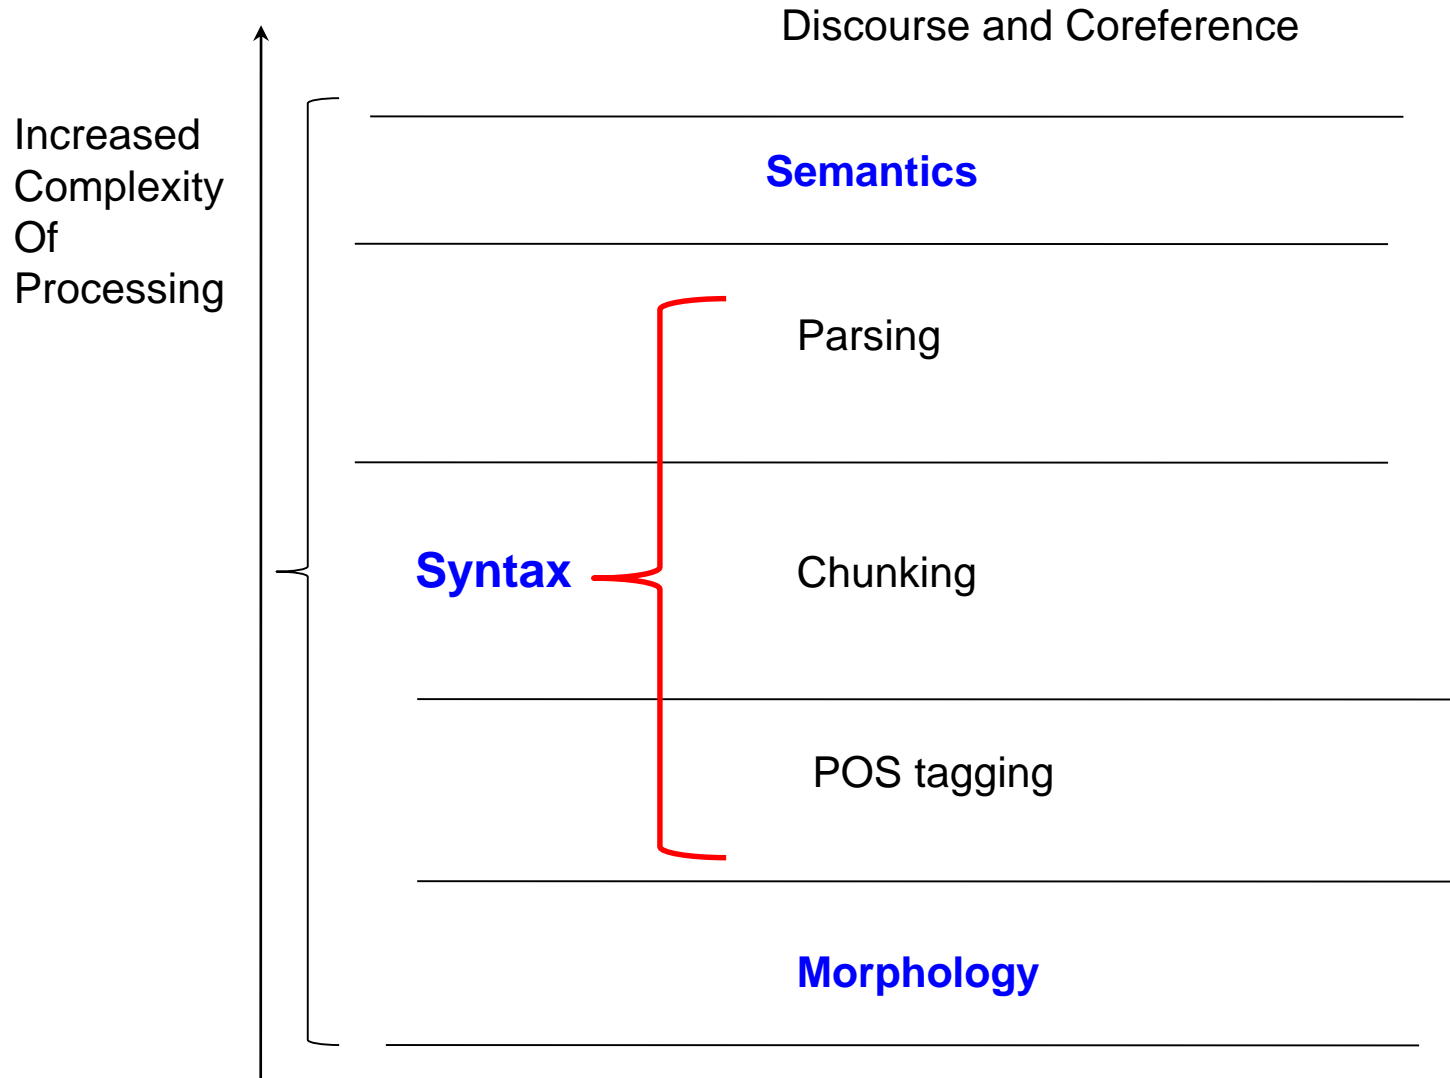 Discourse and Coreference
Increased
Complexity
Of
Processing
Semantics
Parsing
Syntax
Chunking
POS tagging
Morphology